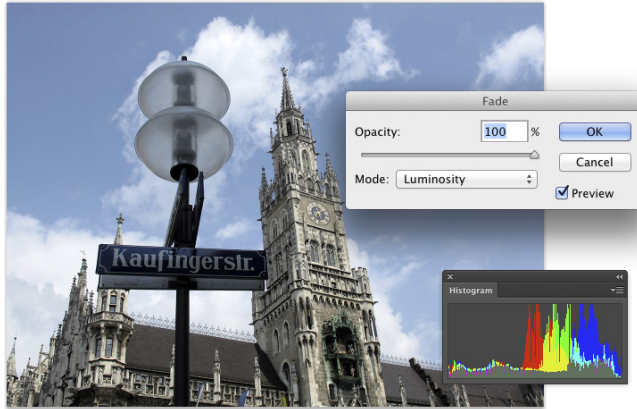 Fade
Opacity: 100 % OK
Cancel
Mode: Luminosity
Preview
Kaufingerstr.
Histogram